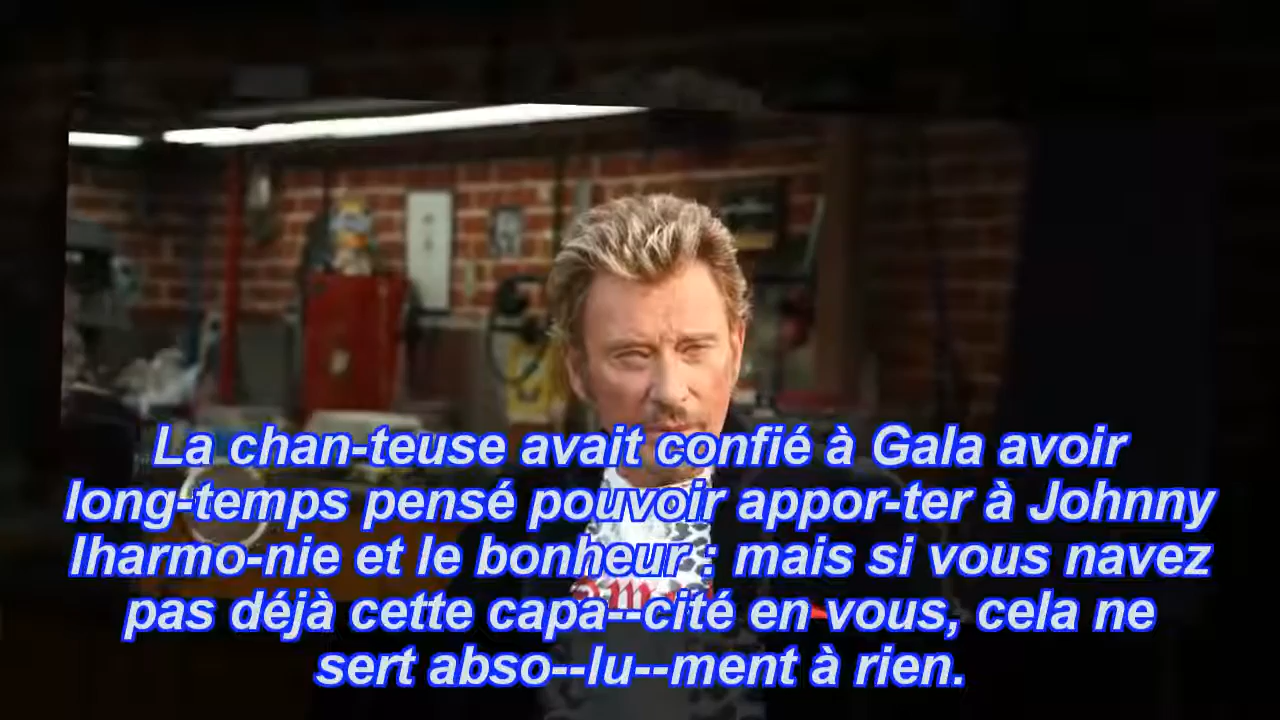 La chan-teuse avait confié à Gala avoir
long-temps pensé pouvoir appor-ter à Johnny
lharmo-nie et le bonheur : mais si vous navez
pas déjà cette capa--cité en vous, cela ne
sert abso--lu--ment à rien.